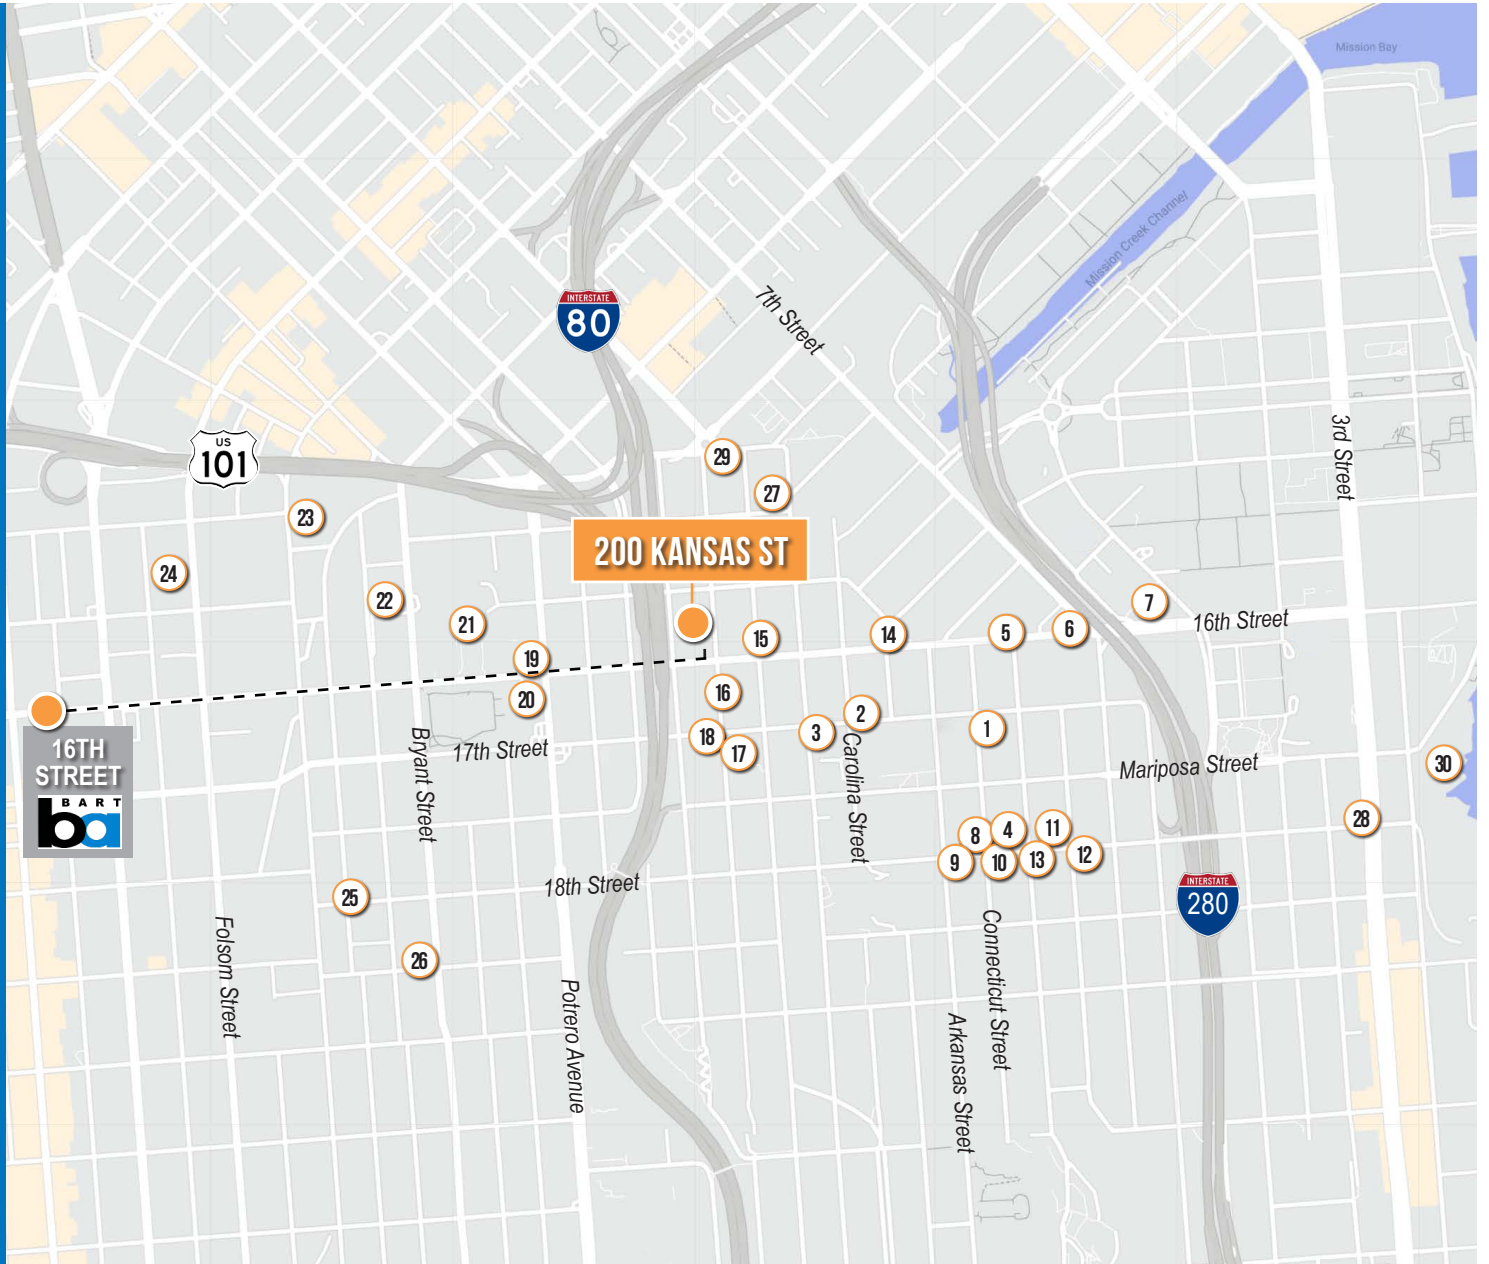 Mission Bay
Mission Creek Channel
7th Street
INTERSTATE
80
3rd Street
US
101
29
27
23
200 KANSAS ST
24
22
21
7
16th Street
15
14
5
6
19
20
16
2
1
3
18
17
16TH
STREET
BART
ba
17th Street
Bryant Street
Carolina Street
Mariposa Street
30
28
8
4
11
9
10
13
12
18th Street
25
INTERSTATE
280
26
Folsom Street
Potrero Avenue
Connecticut Street
Arkansas Street